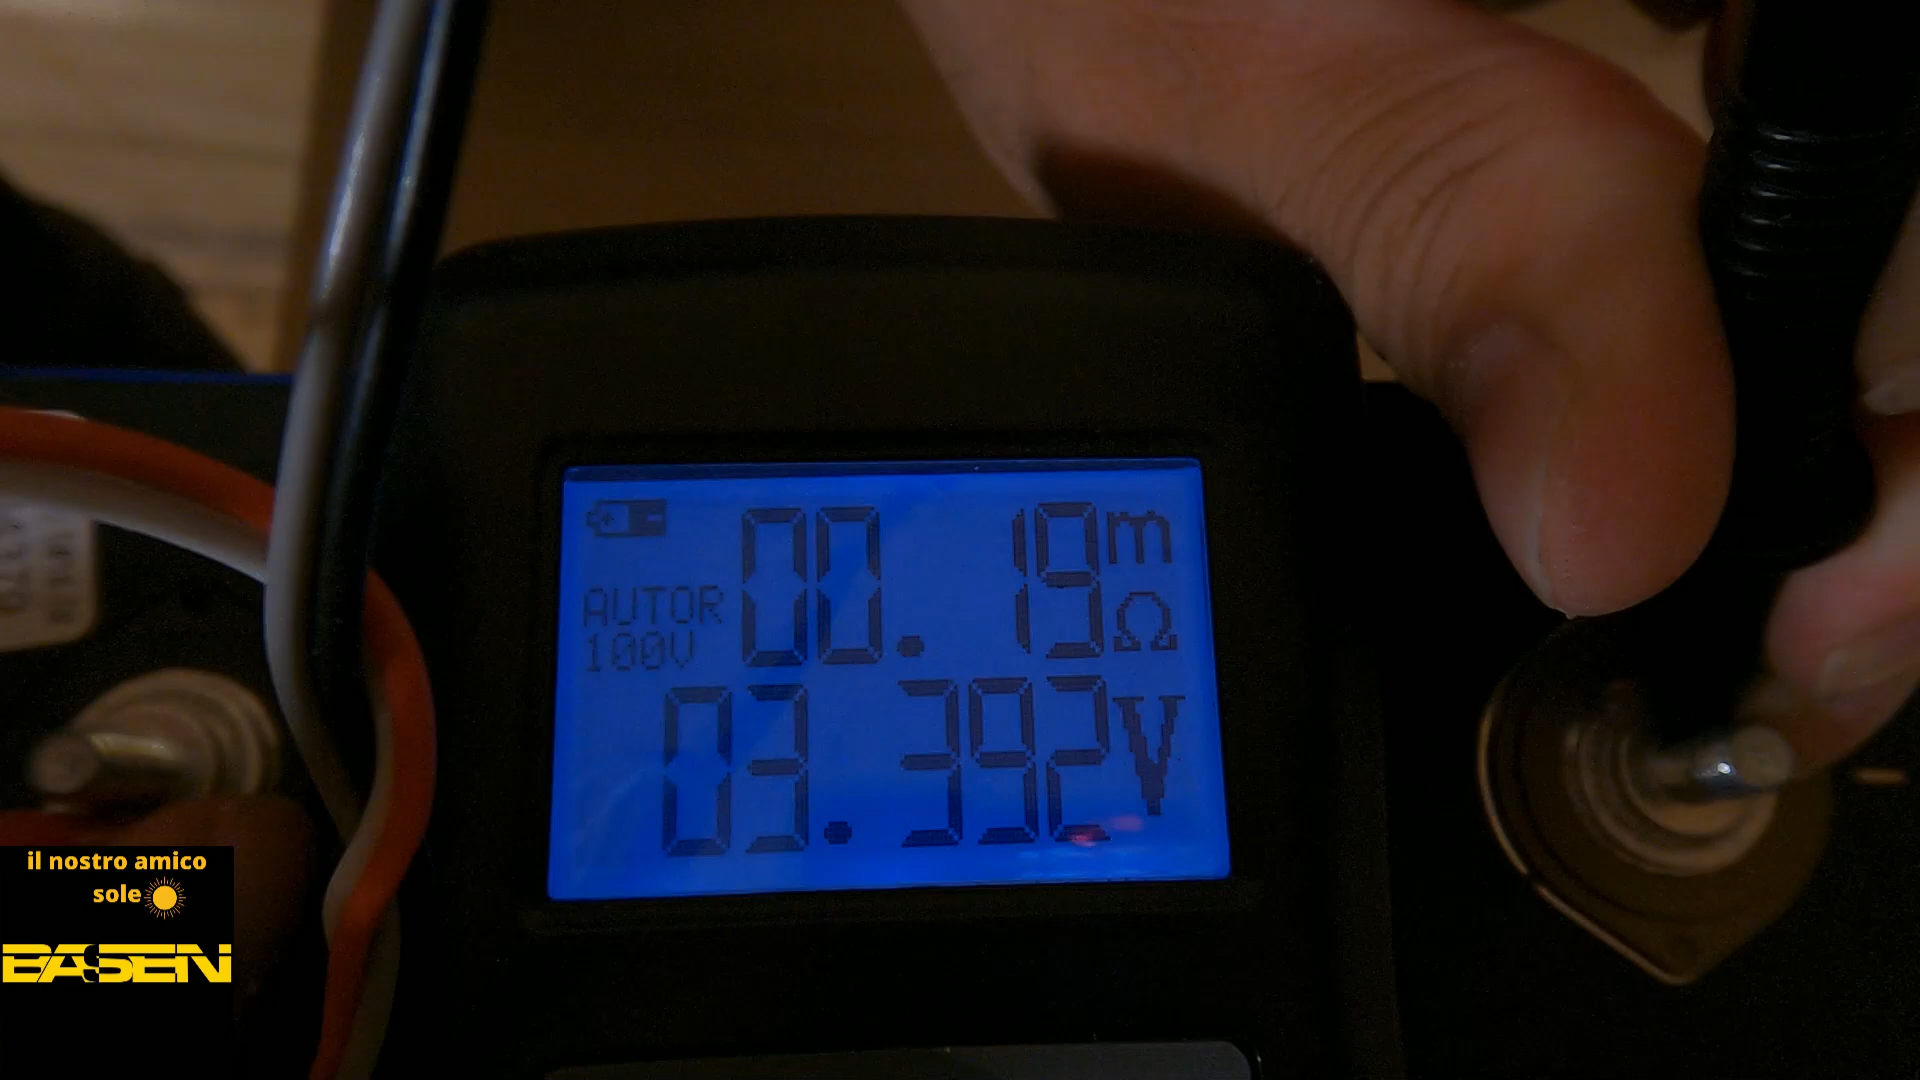 00.19mΩ
AUTOR
100V
03.392V
il nostro amico
sole
BASEN